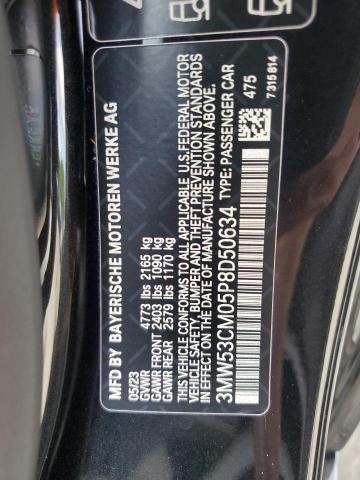 MFD BY BAYERISCHE MOTOREN WERKE AG
05/23
GVWR 4773 lbs 2165 kg
GAWR FRONT 2403 lbs 1090 kg
GAWR REAR 2579 lbs 1170 kg
THIS VEHICLE CONFORMS TO ALL APPLICABLE U.S. FEDERAL MOTOR
VEHICLE SAFETY, BUMPER AND THEFT PREVENTION STANDARDS
IN EFFECT ON THE DATE OF MANUFACTURE SHOWN ABOVE.
3MW53CM05P8D50634 TYPE: PASSENGER CAR
475
7 315 814